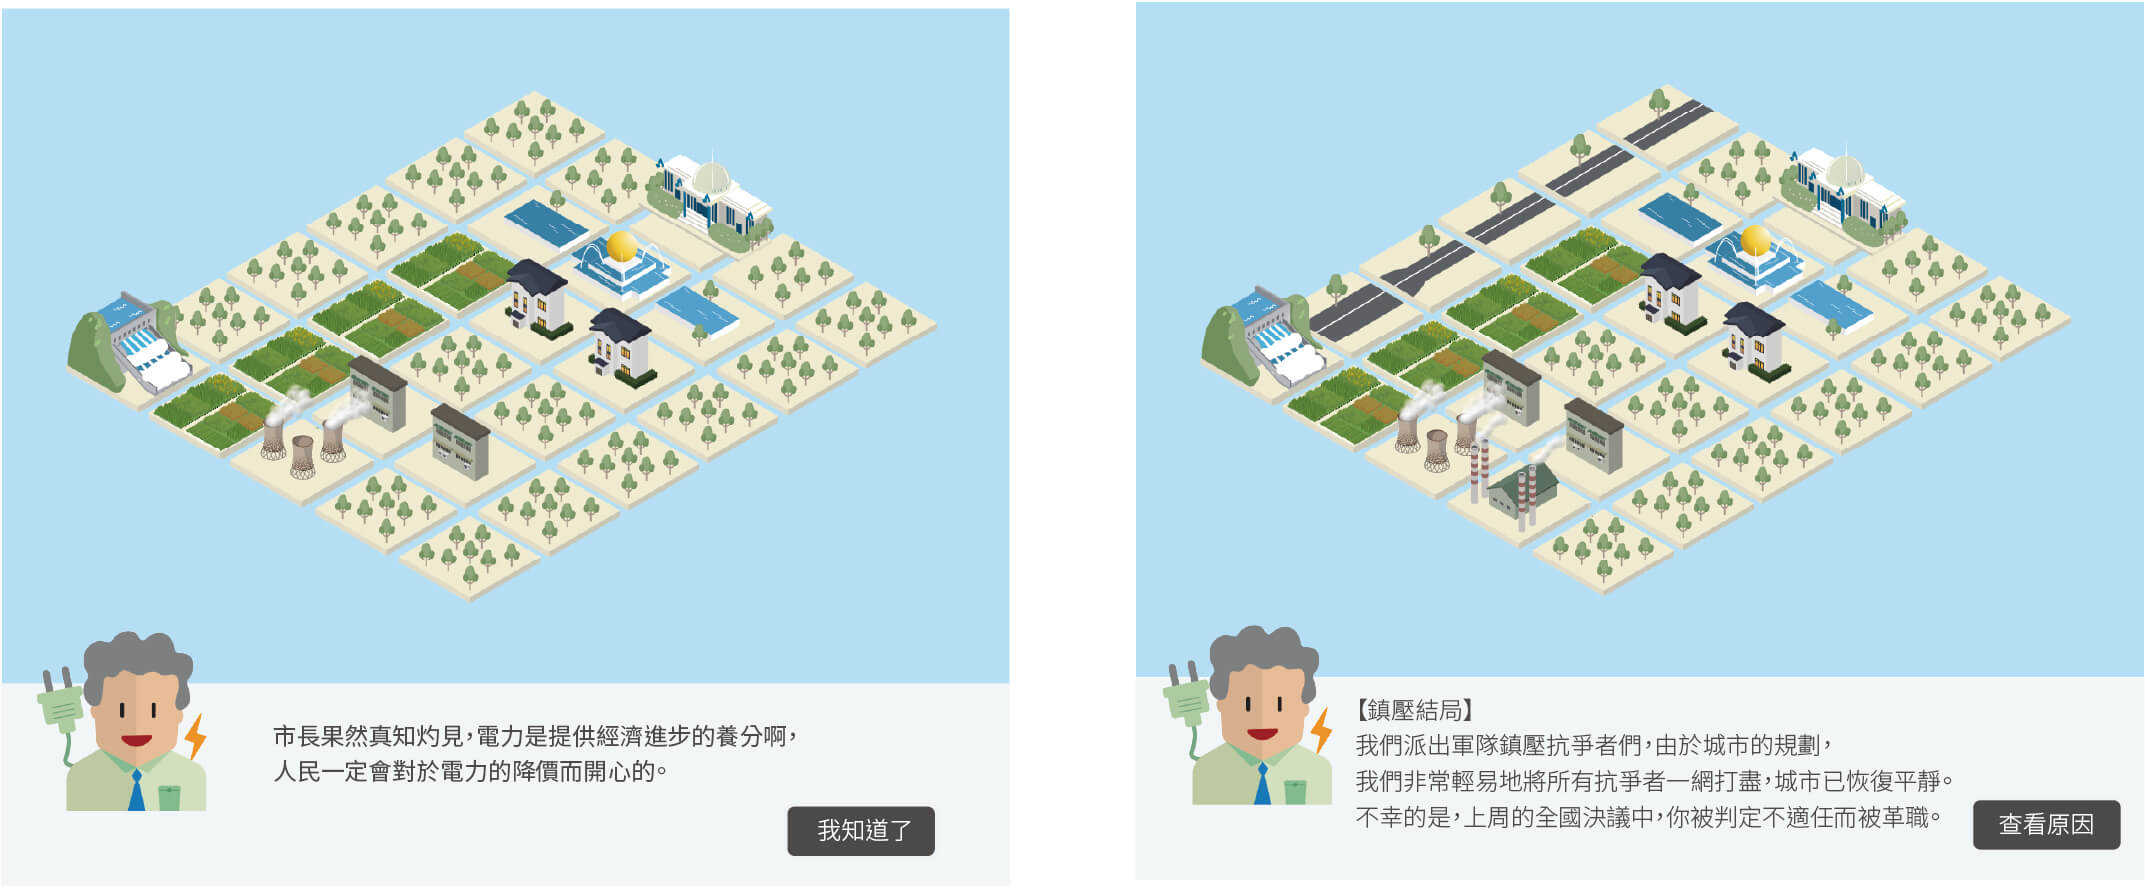 市長果然真知灼見，電力是提供經濟進步的養分啊，
人民一定會對於電力的降價而開心的。
我知道了
【鎮壓結局】
我們派出軍隊鎮壓抗爭者們，由於城市的規劃，
我們非常輕易地將所有抗爭者一網打盡，城市已恢復平靜。
不幸的是，上周的全國決議中，你被判定不適任而被革職。
查看原因